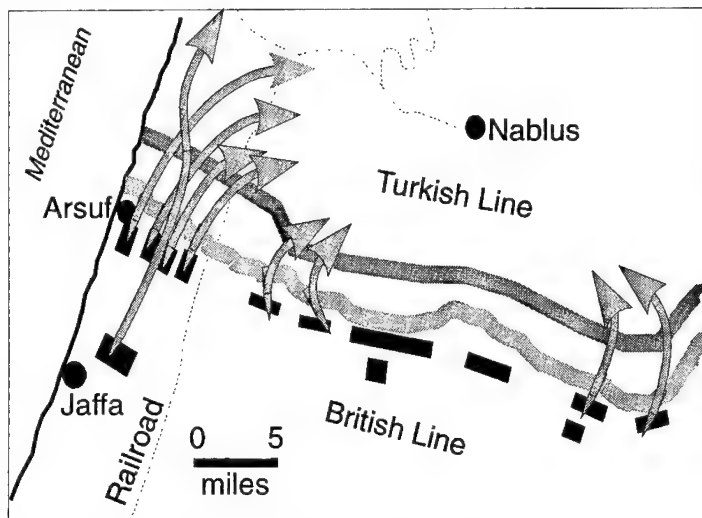 Mediterranean
Nablus
Turkish Line
Arsuf
Jaffa
Railroad
0 5
miles
British Line